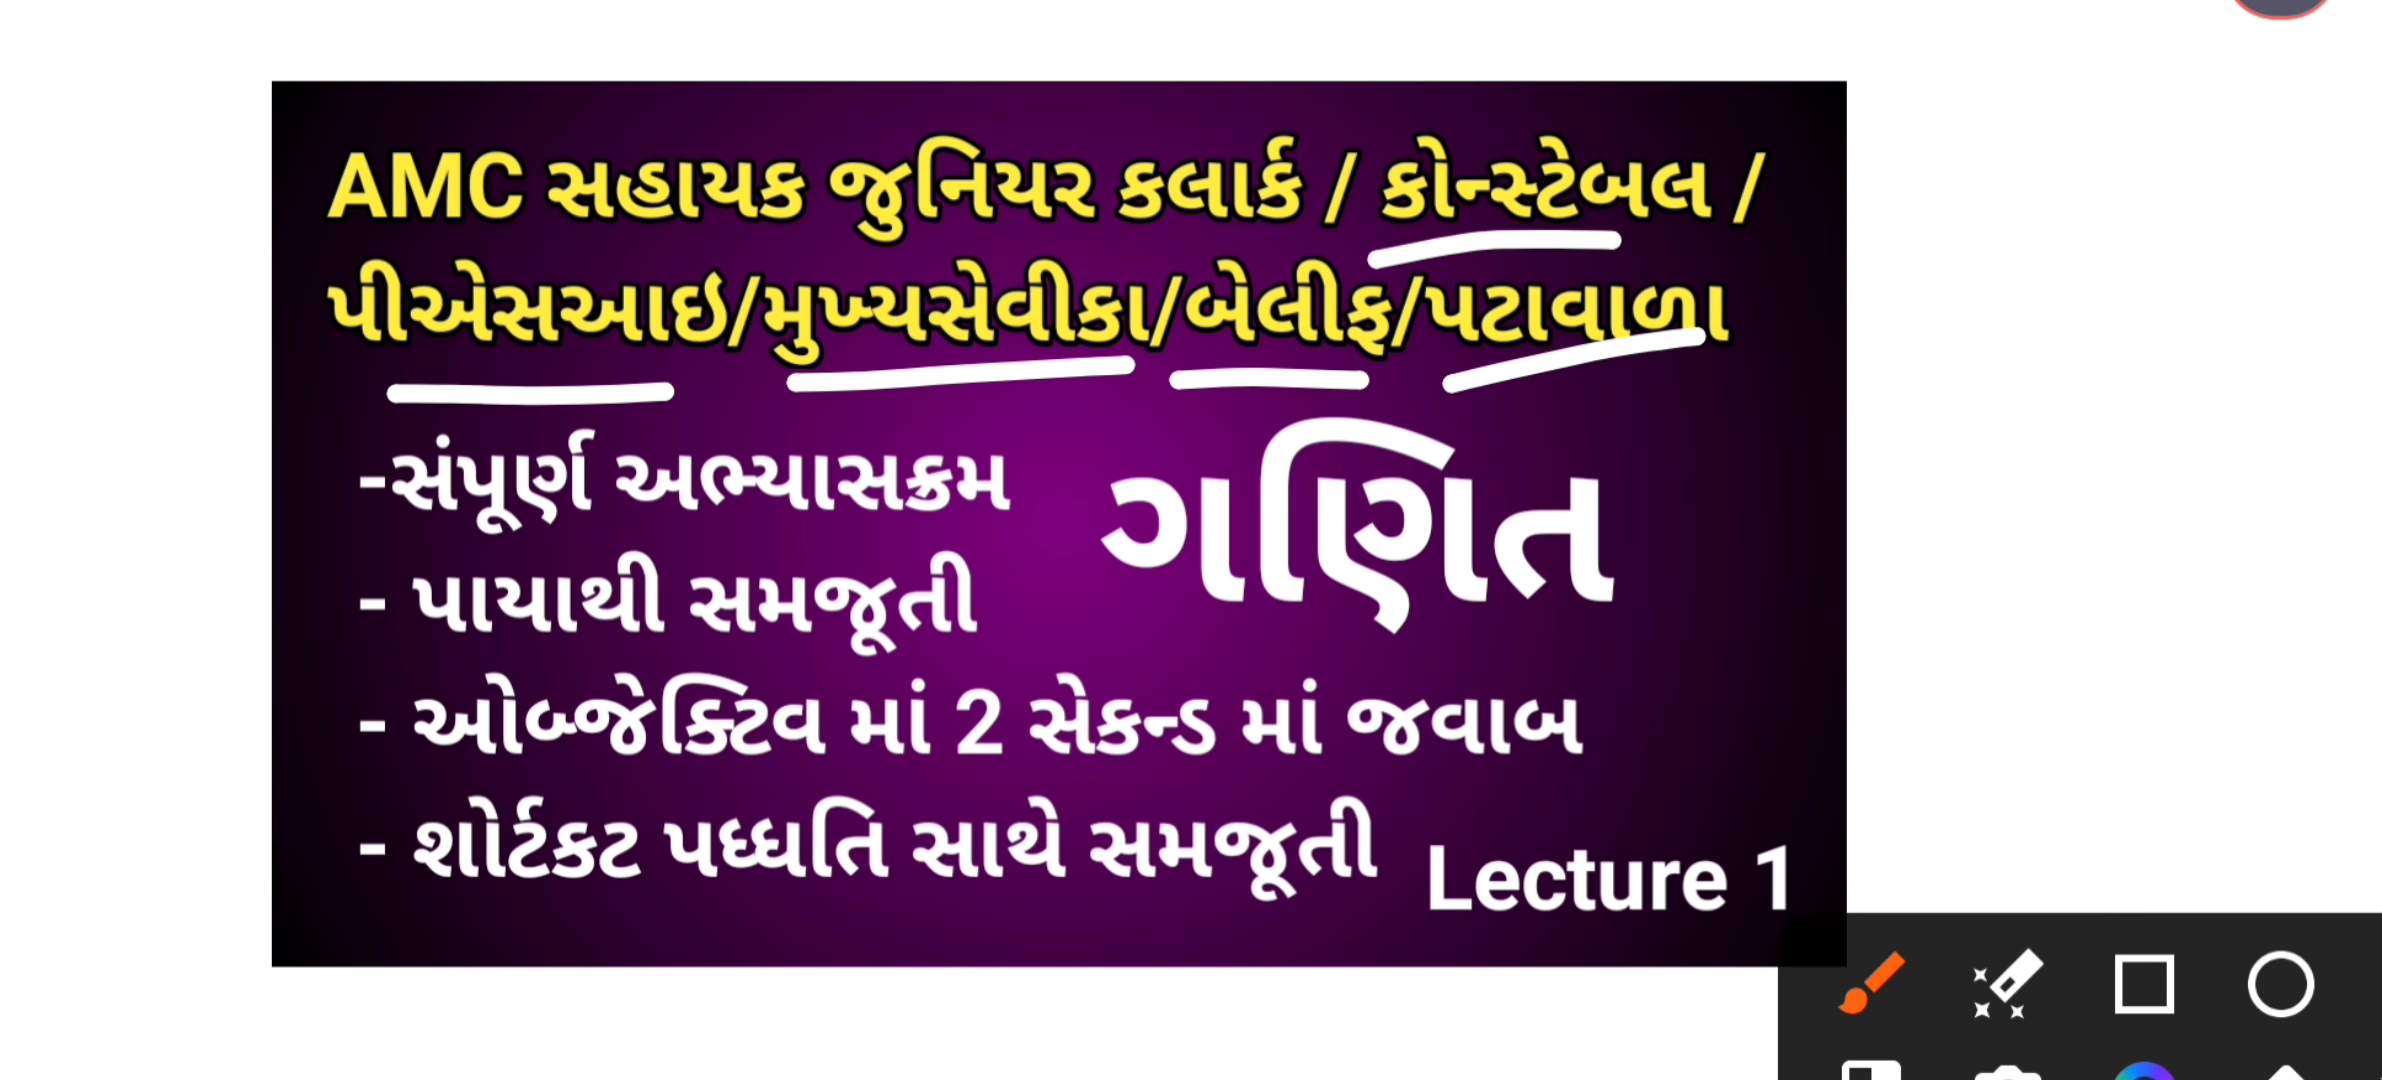 AMC સહાયક જુનિયર કલાર્ક / કોન્સ્ટેબલ /
પીએસઆઇ/મુખ્યસેવીકા/બેલીફ/પટાવાળા
-સંપૂર્ણ અભ્યાસક્રમ
ગણિત
- પાયાથી સમજૂતી
- ઓબ્જેક્ટિવ માં 2 સેકન્ડ માં જવાબ
- શોર્ટકટ પધ્ધતિ સાથે સમજૂતી
Lecture 1